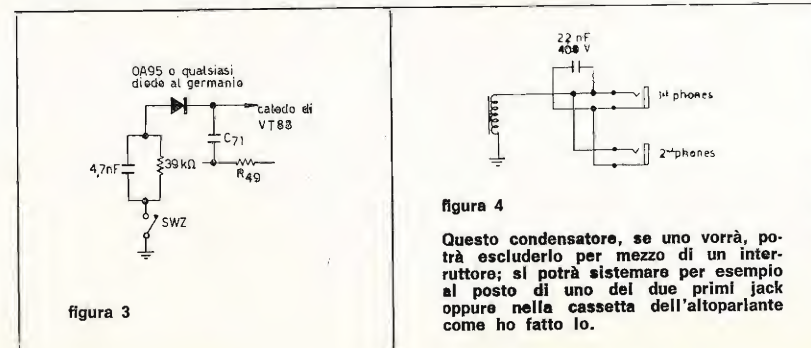 OA95 o qualsiasi
diode al germanio
catodo di
VT8B
C71
4,7nF
39kΩ
R49
SWZ
figura 3
22 nF
400 V
1st phones
2nd phones
figura 4
Questo condensatore, se uno vorrà, po-
trà escluderlo per mezzo di un inter-
ruttore; si potrà sistemare per esempio
al posto di uno dei due primi jack
oppure nella cassetta dell'altoparlante
come ho fatto io.